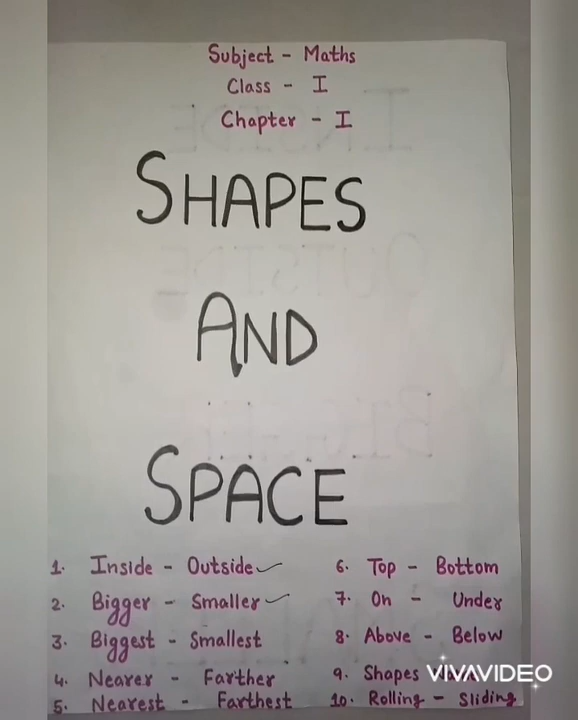 Subject - Maths
Class - I
Chapter - I
SHAPES
AND
SPACE
1. Inside - Outside
2. Bigger - Smaller
3. Biggest - Smallest
4. Nearer - Farther
5. Nearest - Farthest
6. Top - Bottom
7. On - Under
8. Above - Below
9. Shapes
10. Rolling - Sliding
VIVAVIDEO